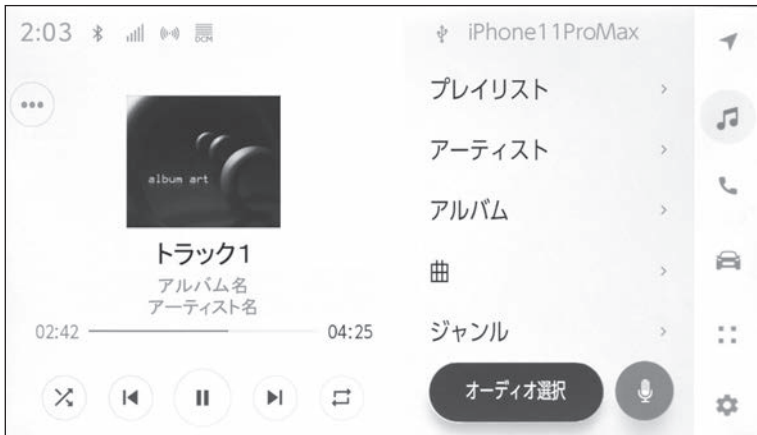 2:03
DCM
album art
トラック1
アルバム名
アーティスト名
02:42
04:25
iPhone11ProMax
プレイリスト
アーティスト
アルバム
曲
ジャンル
オーディオ選択